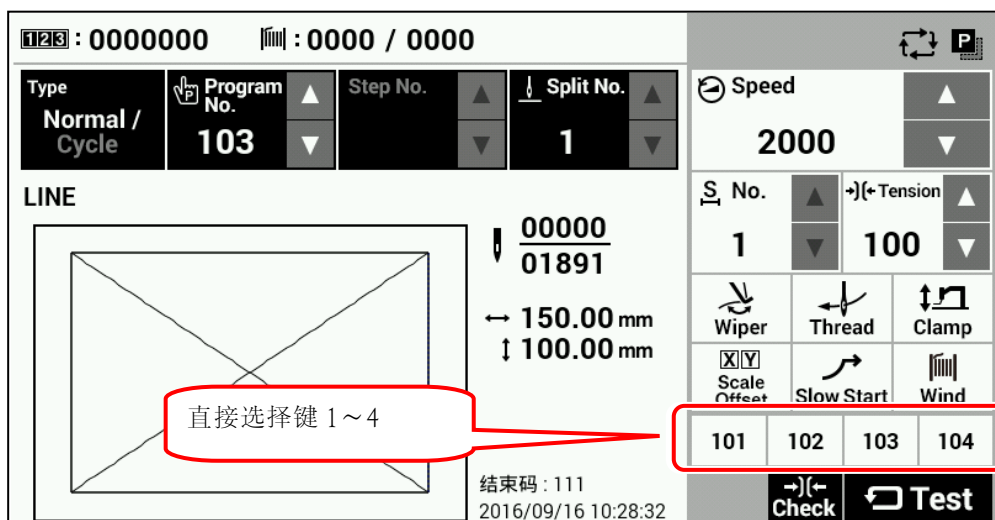 123 : 0000000 : 0000 / 0000
P
Type
Normal /
Cycle
P Program
No.
103
Step No.
Split No.
1
Speed
2000
LINE
S No.
1
Tension
100
00000
01891
150.00 mm
100.00 mm
Wiper
Thread
Clamp
XY
Scale
Offset
Slow Start
Wind
直接选择键 1～4
101 102 103 104
结束码 : 111
2016/09/16 10:28:32
Check
Test